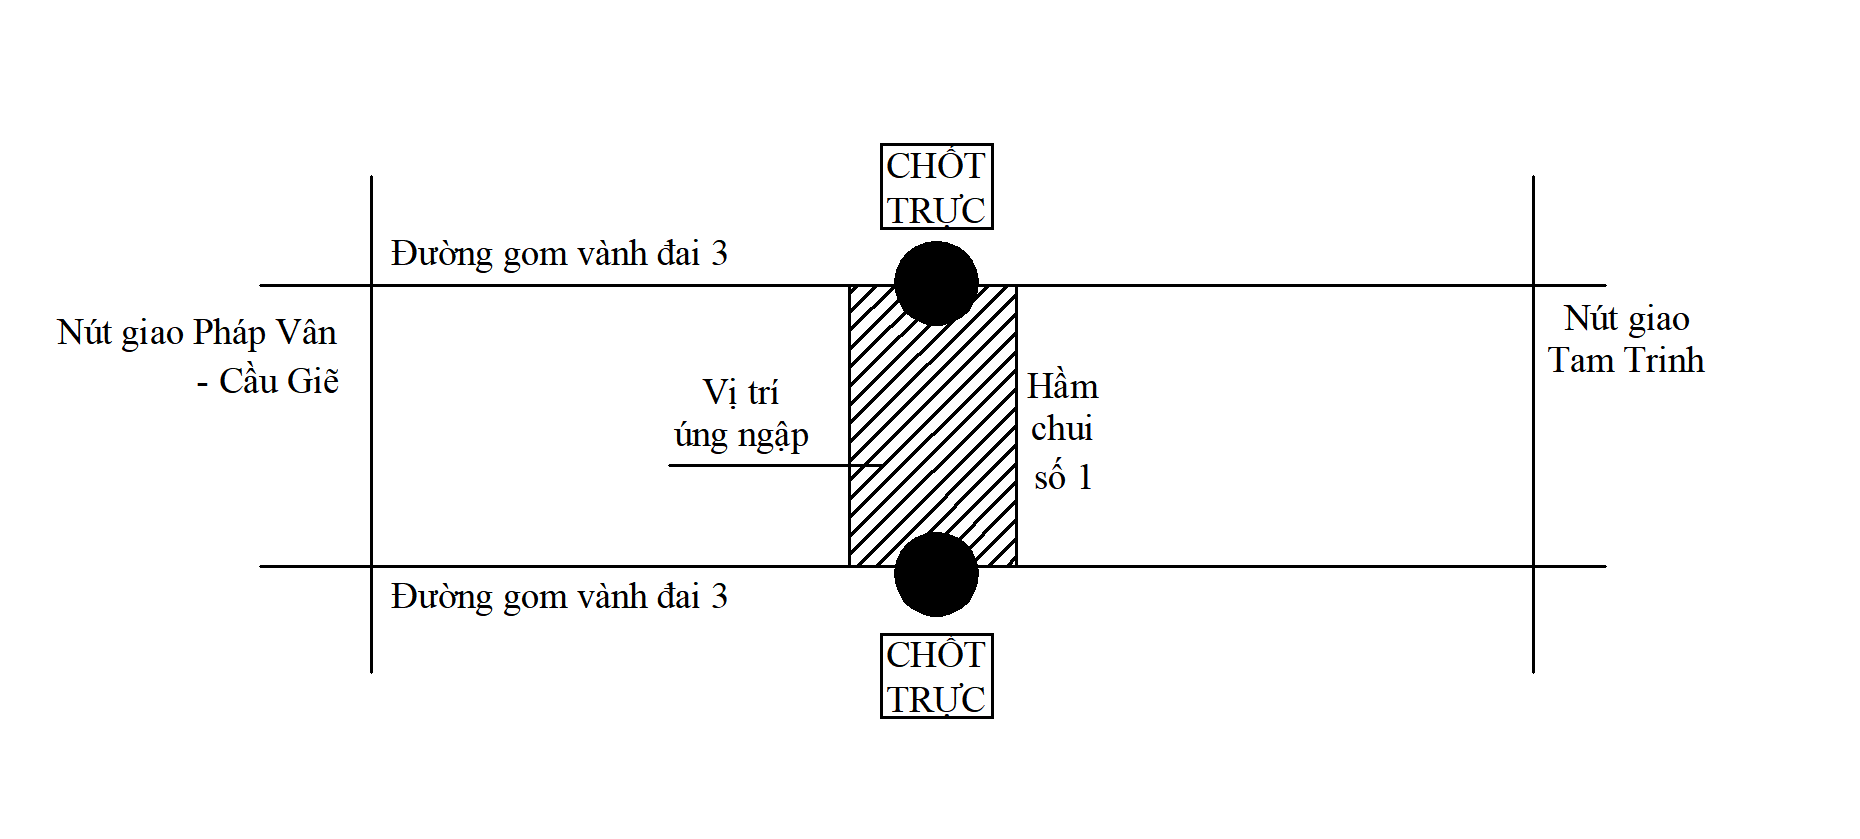 CHỐT
TRỰC
Đường gom vành đai 3
Nút giao Pháp Vân
- Cầu Giẽ
Nút giao
Tam Trinh
Vị trí
úng ngập
Hầm
chui
số 1
Đường gom vành đai 3
CHỐT
TRỰC